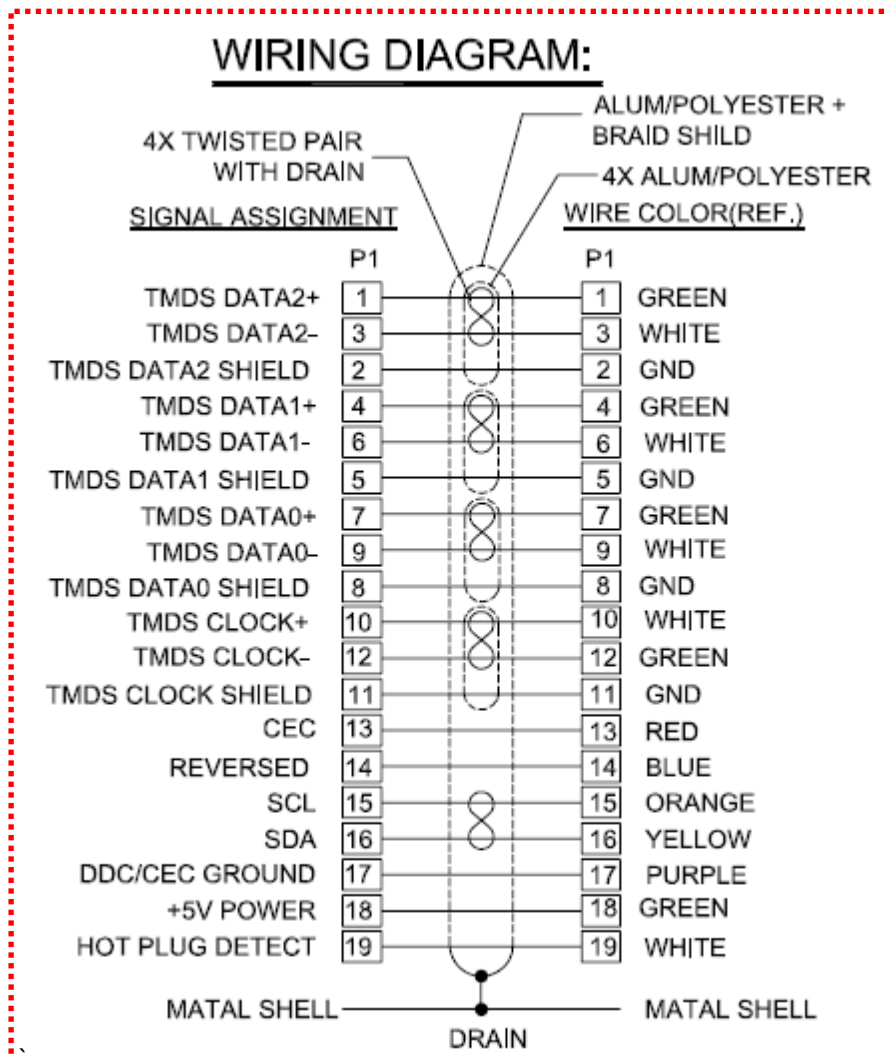 WIRING DIAGRAM:
ALUM/POLYESTER +
BRAID SHILD
4X TWISTED PAIR
WITH DRAIN
4X ALUM/POLYESTER
SIGNAL ASSIGNMENT
WIRE COLOR(REF.)
P1 P1
TMDS DATA2+ 1 1 GREEN
TMDS DATA2- 3 3 WHITE
TMDS DATA2 SHIELD 2 2 GND
TMDS DATA1+ 4 4 GREEN
TMDS DATA1- 6 6 WHITE
TMDS DATA1 SHIELD 5 5 GND
TMDS DATA0+ 7 7 GREEN
TMDS DATA0- 9 9 WHITE
TMDS DATA0 SHIELD 8 8 GND
TMDS CLOCK+ 10 10 WHITE
TMDS CLOCK- 12 12 GREEN
TMDS CLOCK SHIELD 11 11 GND
CEC 13 13 RED
REVERSED 14 14 BLUE
SCL 15 15 ORANGE
SDA 16 16 YELLOW
DDC/CEC GROUND 17 17 PURPLE
+5V POWER 18 18 GREEN
HOT PLUG DETECT 19 19 WHITE
MATAL SHELL MATAL SHELL
DRAIN
`